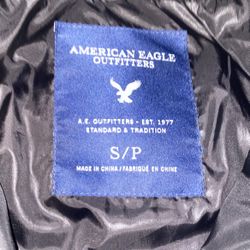 AMERICAN EAGLE
OUTFITTERS
A.E. OUTFITTERS - EST. 1977
STANDARD & TRADITION
S/P
MADE IN CHINA / FABRIQUÉ EN CHINE